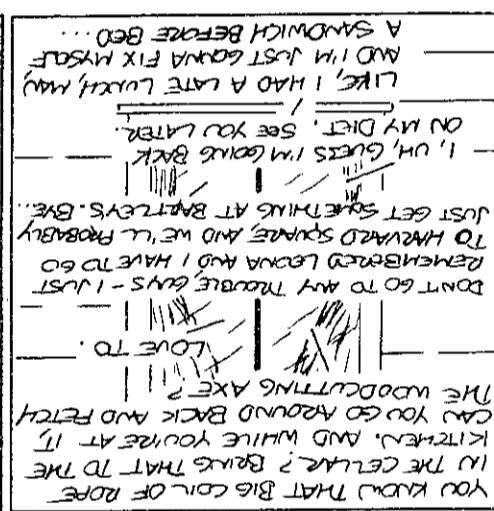 YOU KNOW THAT BIG COIL OF ROPE
IN THE CELLAR? BRING THAT TO THE
KITCHEN. AND WHILE YOU'RE AT IT,
CAN YOU GO AROUND BACK AND FETCH
THE WOODCUTTING AXE?
LOVE TO.
DON'T GO TO ANY TROUBLE, GUYS - I JUST
REMEMBERED LEONA AND I HAVE TO GO
TO HARVARD SQUARE, AND WE'LL PROBABLY
JUST GET SOMETHING AT BARTLEYS. BYE...
I, UH, GUESS I'M GOING BACK
ON MY DIET. SEE YOU LATER.
LIKE, I HAD A LATE LUNCH, MAN,
AND I'M JUST GONNA FIX MYSELF
A SANDWICH BEFORE BED ...